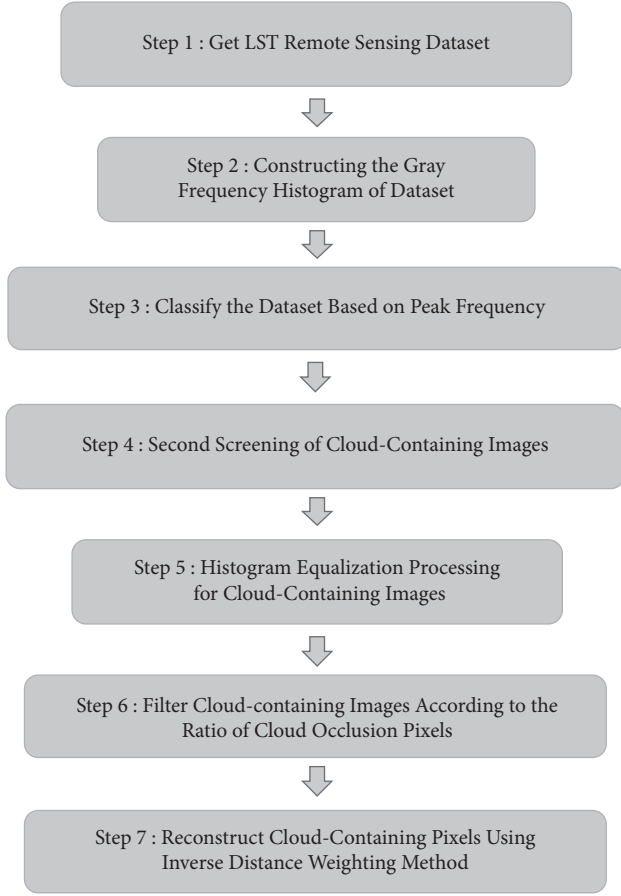 Step 1 : Get LST Remote Sensing Dataset
Step 2 : Constructing the Gray
Frequency Histogram of Dataset
Step 3 : Classify the Dataset Based on Peak Frequency
Step 4 : Second Screening of Cloud-Containing Images
Step 5 : Histogram Equalization Processing
for Cloud-Containing Images
Step 6 : Filter Cloud-containing Images According to the
Ratio of Cloud Occlusion Pixels
Step 7 : Reconstruct Cloud-Containing Pixels Using
Inverse Distance Weighting Method